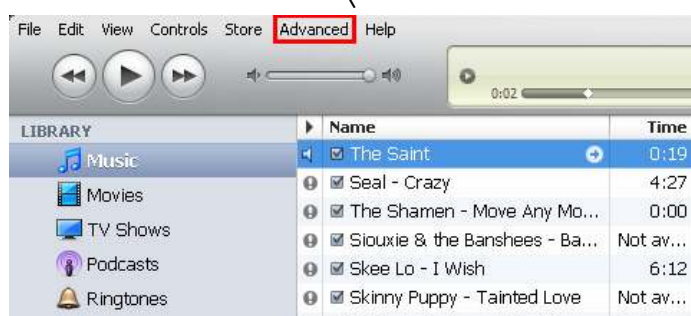 File Edit View Controls Store Advanced Help
0:02
LIBRARY
Name Time
Music
The Saint 0:19
Movies
Seal - Crazy 4:27
TV Shows
The Shamen - Move Any Mo... 0:00
Podcasts
Siouxie & the Banshees - Ba... Not av...
Ringtones
Skee Lo - I Wish 6:12
Skinny Puppy - Tainted Love Not av...